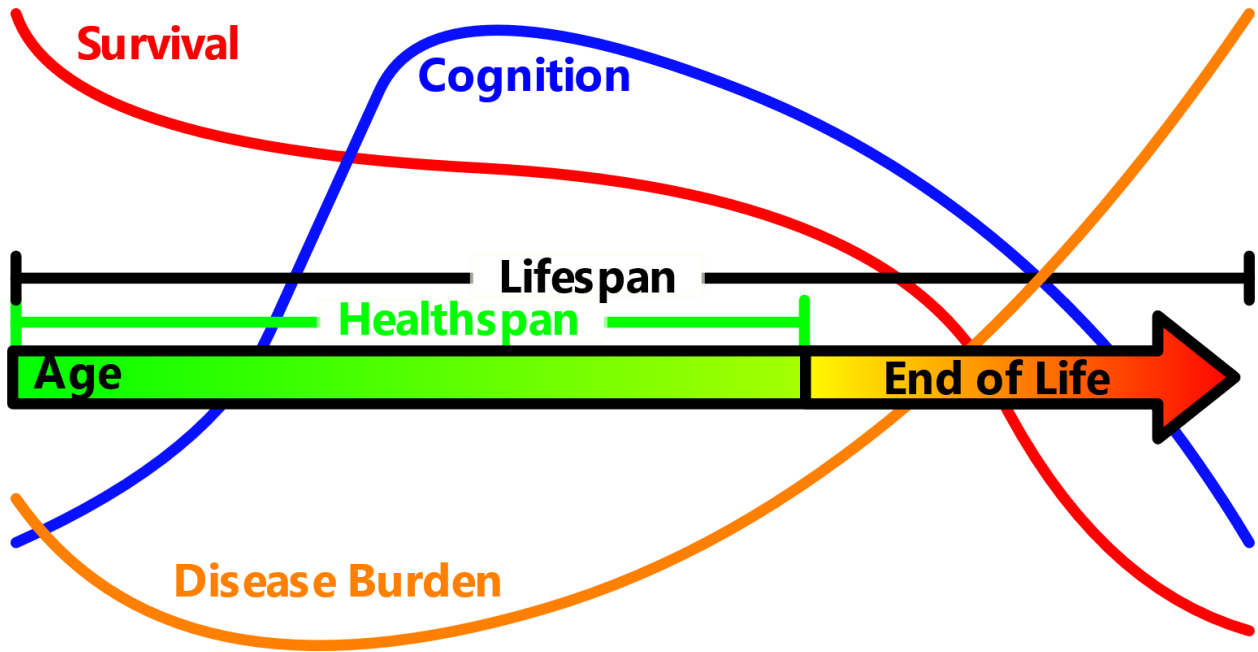 Survival
Cognition
Lifespan
Healthspan
Age
End of Life
Disease Burden